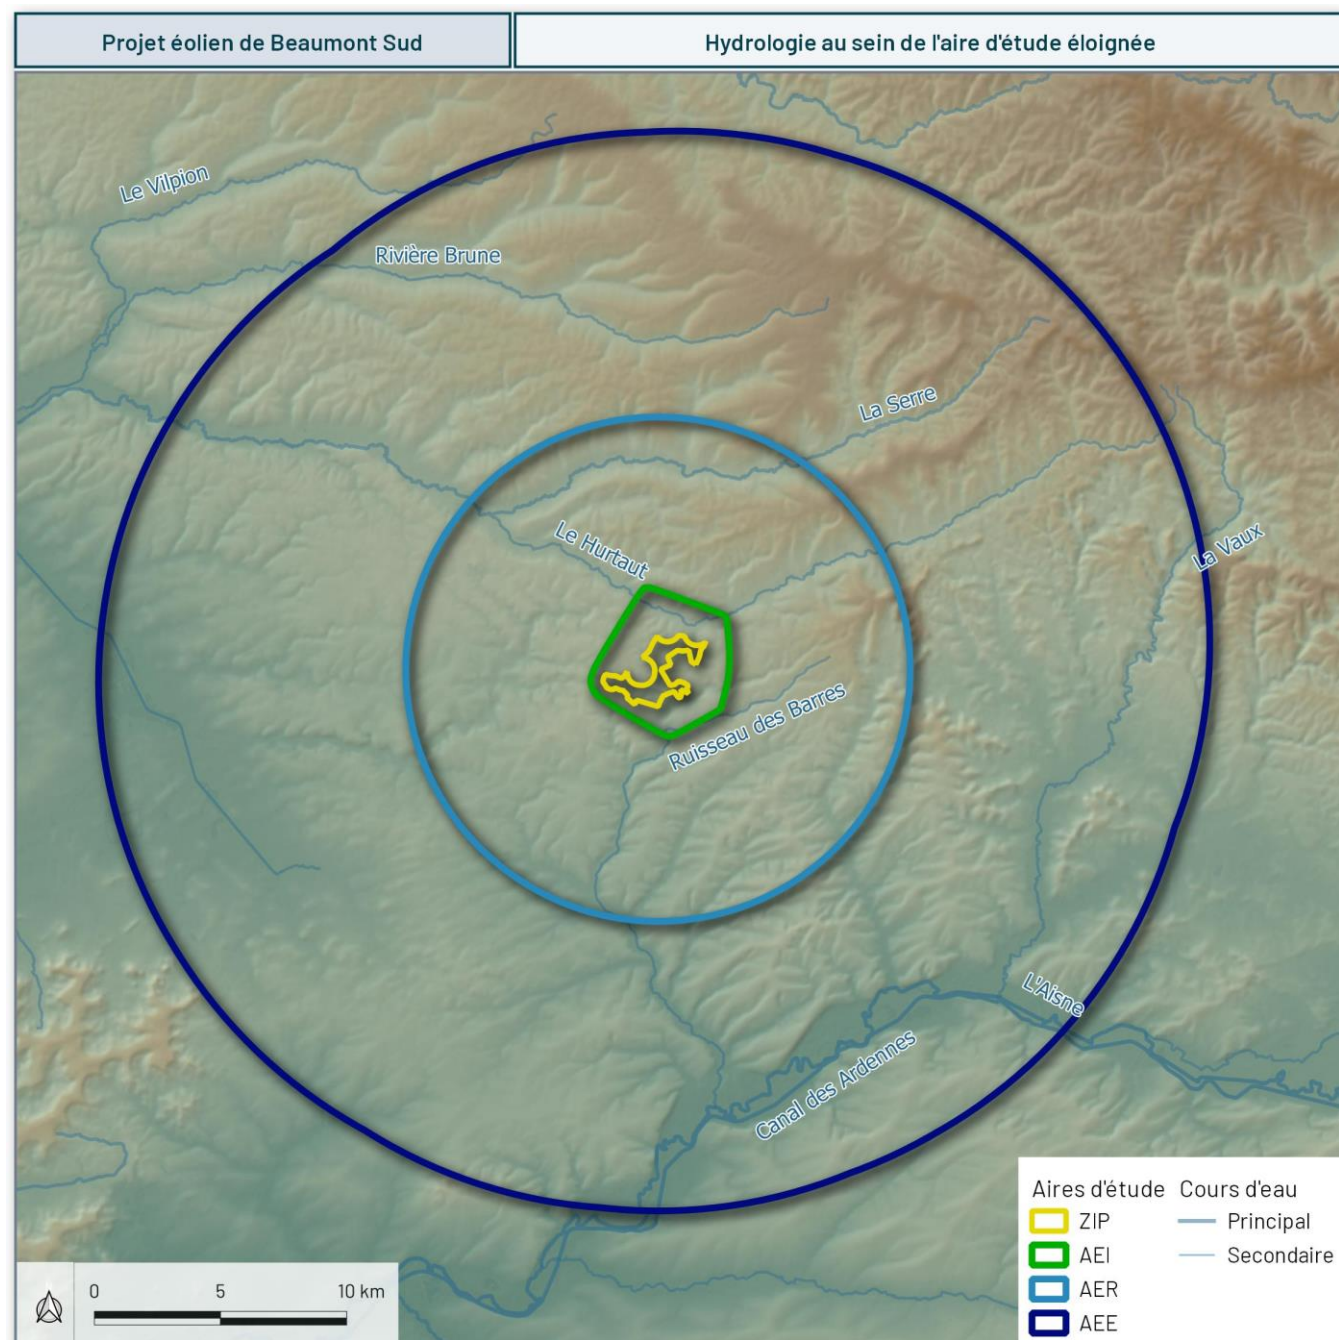 Projet éolien de Beaumont Sud
Hydrologie au sein de l'aire d'étude éloignée
Le Vilpion
Rivière Brune
La Serre
Le Hurtaut
La Vaux
Ruisseau des Barres
L'Aisne
Canal des Ardennes
Aires d'étude
ZIP
AEI
AER
AEE
Cours d'eau
Principal
Secondaire
0 5 10 km